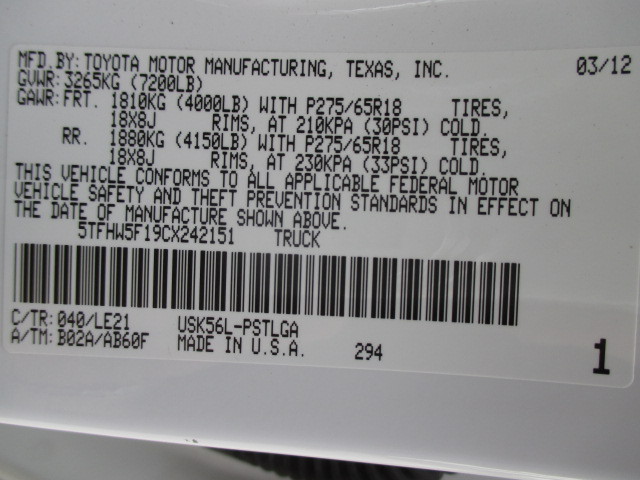 MFD.BY: TOYOTA MOTOR MANUFACTURING, TEXAS, INC. 03/12
GVWR: 3265KG (7200LB)
GAWR: FRT. 1810KG (4000LB) WITH P275/65R18 TIRES,
18X8J RIMS, AT 210KPA (30PSI) COLD.
RR. 1880KG (4150LB) WITH P275/65R18 TIRES,
18X8J RIMS, AT 230KPA (33PSI) COLD.
THIS VEHICLE CONFORMS TO ALL APPLICABLE FEDERAL MOTOR
VEHICLE SAFETY AND THEFT PREVENTION STANDARDS IN EFFECT ON
THE DATE OF MANUFACTURE SHOWN ABOVE.
5TFHW5F19CX242151 TRUCK
C/TR: 040/LE21 USK56L-PSTLGA
A/TM: B02A/AB60F MADE IN U.S.A. 294 1